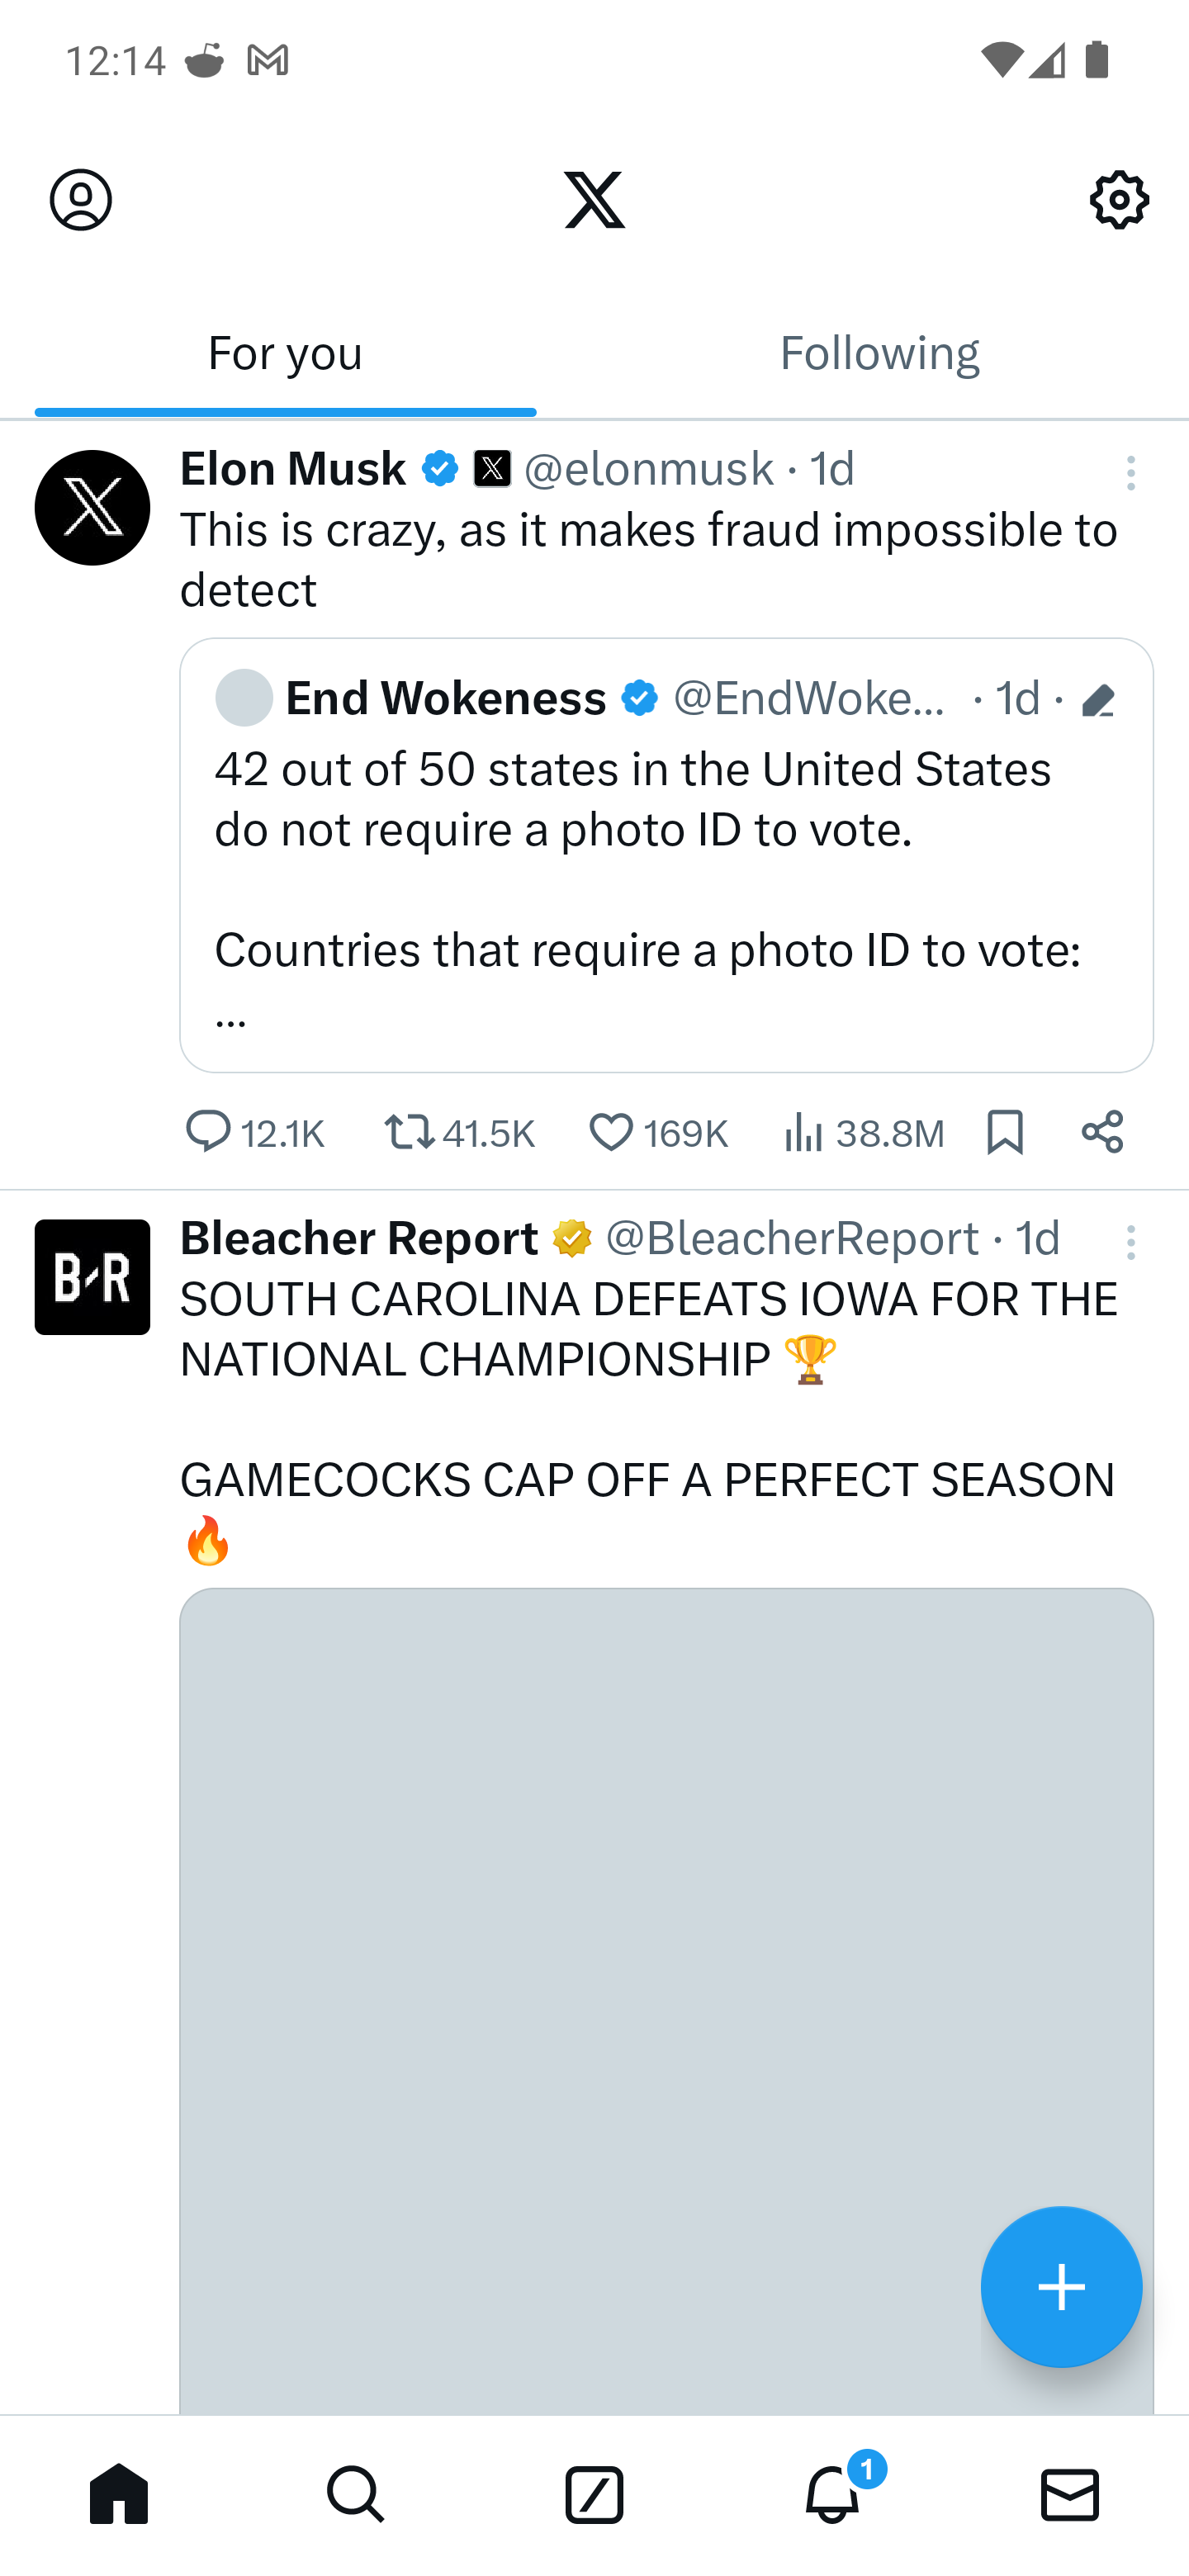 12:14
For you
Following
Elon Musk @elonmusk · 1d
This is crazy, as it makes fraud impossible to
detect
End Wokeness @EndWoke... · 1d ·
42 out of 50 states in the United States
do not require a photo ID to vote.
Countries that require a photo ID to vote:
...
12.1K 41.5K 169K 38.8M
B/R
Bleacher Report @BleacherReport · 1d
SOUTH CAROLINA DEFEATS IOWA FOR THE
NATIONAL CHAMPIONSHIP 🏆
GAMECOCKS CAP OFF A PERFECT SEASON
🔥
1